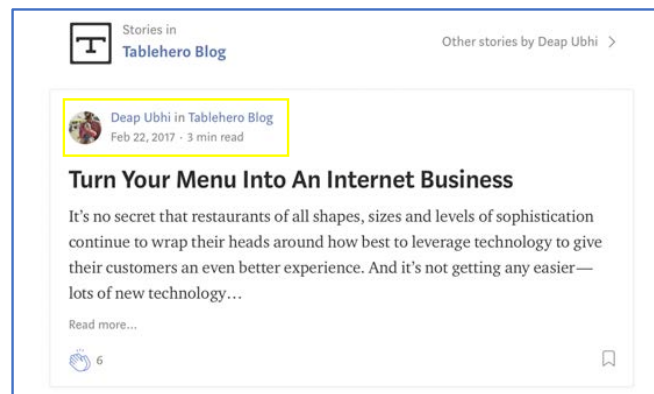 Stories in
Tablehero Blog
Other stories by Deap Ubhi >
Deap Ubhi in Tablehero Blog
Feb 22, 2017 · 3 min read
Turn Your Menu Into An Internet Business
It’s no secret that restaurants of all shapes, sizes and levels of sophistication
continue to wrap their heads around how best to leverage technology to give
their customers an even better experience. And it’s not getting any easier—
lots of new technology…
Read more…
6